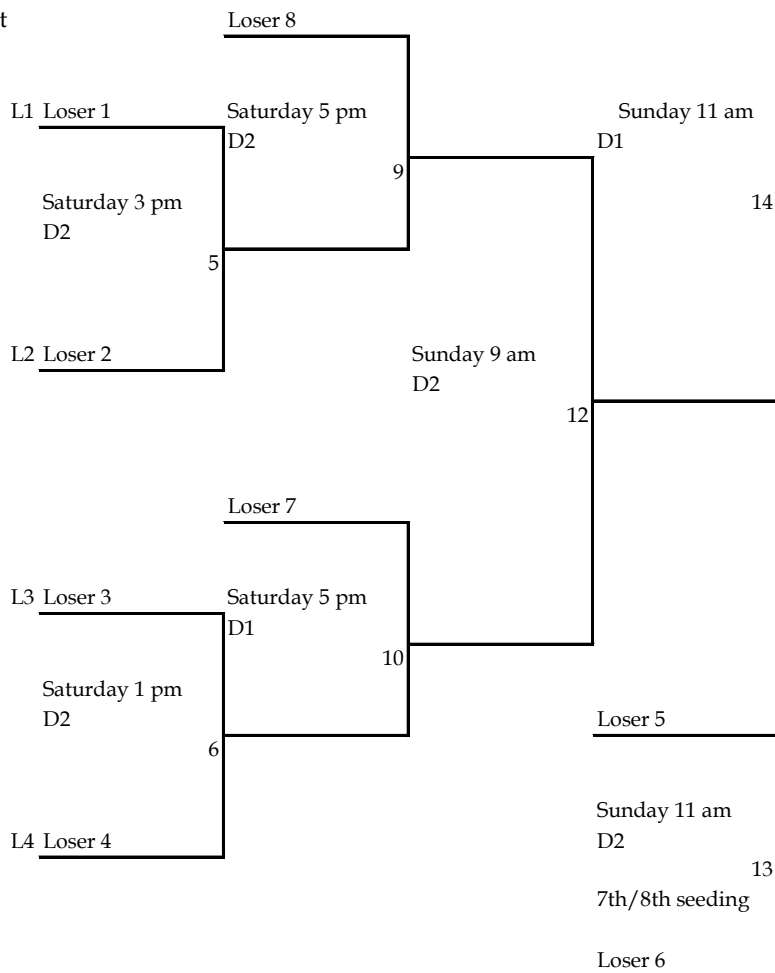 t
Loser 8
L1 Loser 1
Saturday 5 pm
D2
Sunday 11 am
D1
9
Saturday 3 pm
D2
14
5
L2 Loser 2
Sunday 9 am
D2
12
Loser 7
L3 Loser 3
Saturday 5 pm
D1
10
Saturday 1 pm
D2
Loser 5
6
Sunday 11 am
D2
L4 Loser 4
13
7th/8th seeding
Loser 6